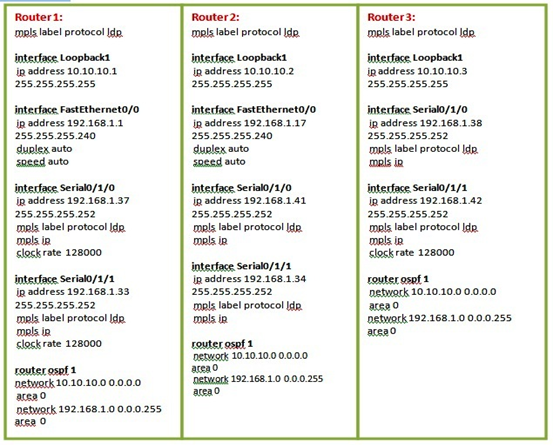 Router1:
mpls label protocol ldp
interface Loopback1
ip address 10.10.10.1
255.255.255.255
interface FastEthernet0/0
ip address 192.168.1.1
255.255.255.240
duplex auto
speed auto
interface Serial0/1/0
ip address 192.168.1.37
255.255.255.252
mpls label protocol ldp
mpls ip
clock rate 128000
interface Serial0/1/1
ip address 192.168.1.33
255.255.255.252
mpls label protocol ldp
mpls ip
clock rate 128000
router ospf 1
network 10.10.10.0 0.0.0.0
area 0
network 192.168.1.0 0.0.0.255
area 0
Router2:
mpls label protocol ldp
interface Loopback1
ip address 10.10.10.2
255.255.255.255
interface FastEthernet0/0
ip address 192.168.1.17
255.255.255.240
duplex auto
speed auto
interface Serial0/1/0
ip address 192.168.1.41
255.255.255.252
mpls label protocol ldp
mpls ip
interface Serial0/1/1
ip address 192.168.1.34
255.255.255.252
mpls label protocol ldp
mpls ip
router ospf 1
network 10.10.10.0 0.0.0.0
area 0
network 192.168.1.0 0.0.0.255
area 0
Router3:
mpls label protocol ldp
interface Loopback1
ip address 10.10.10.3
255.255.255.255
interface Serial0/1/0
ip address 192.168.1.38
255.255.255.252
mpls label protocol ldp
mpls ip
interface Serial0/1/1
ip address 192.168.1.42
255.255.255.252
mpls label protocol ldp
mpls ip
clock rate 128000
router ospf 1
network 10.10.10.0 0.0.0.0
area 0
network 192.168.1.0 0.0.0.255
area 0